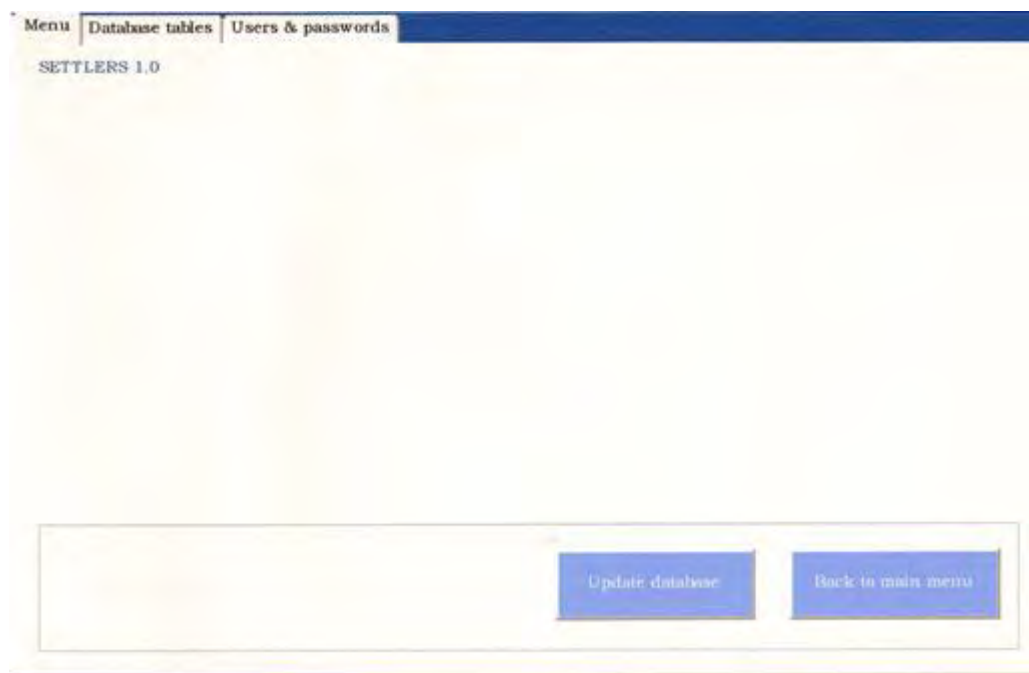 Menu Database tables Users & passwords
SETTLERS 1.0
Update database Back to main menu